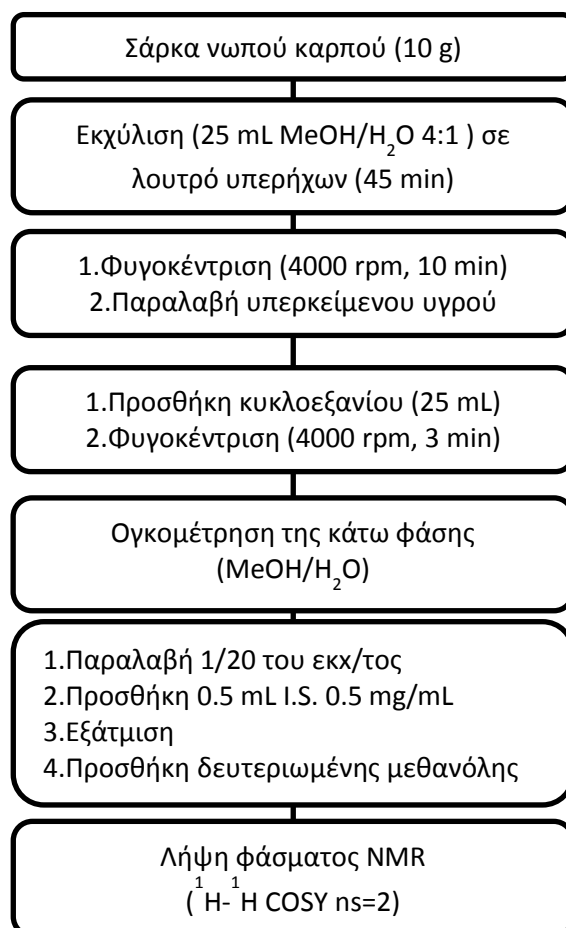 Σάρκα νωπού καρπού (10 g)
Εκχύλιση (25 mL MeOH/H₂O 4:1 ) σε
λουτρό υπερήχων (45 min)
1.Φυγοκέντριση (4000 rpm, 10 min)
2.Παραλαβή υπερκείμενου υγρού
1.Προσθήκη κυκλοεξανίου (25 mL)
2.Φυγοκέντριση (4000 rpm, 3 min)
Ογκομέτρηση της κάτω φάσης
(MeOH/H₂O)
1.Παραλαβή 1/20 του εκχ/τος
2.Προσθήκη 0.5 mL I.S. 0.5 mg/mL
3.Εξάτμιση
4.Προσθήκη δευτεριωμένης μεθανόλης
Λήψη φάσματος NMR
(¹H-¹H COSY ns=2)